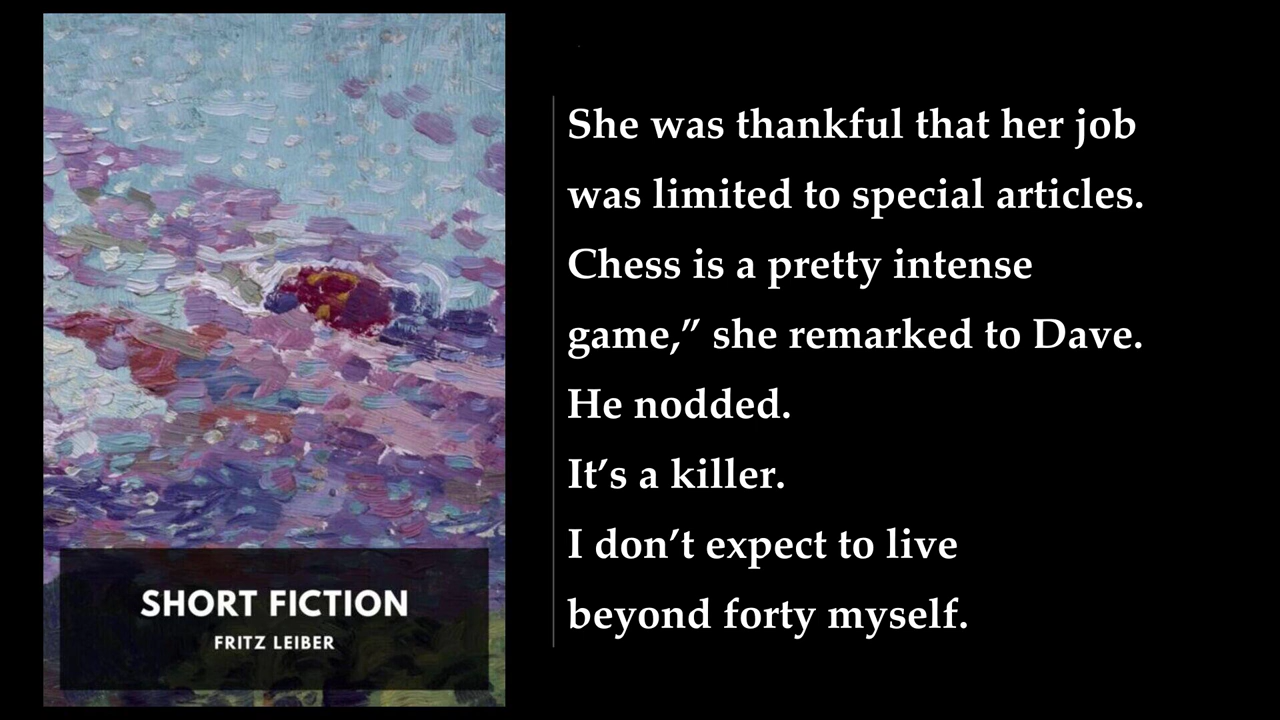 SHORT FICTION
FRITZ LEIBER
She was thankful that her job
was limited to special articles.
Chess is a pretty intense
game,” she remarked to Dave.
He nodded.
It’s a killer.
I don’t expect to live
beyond forty myself.